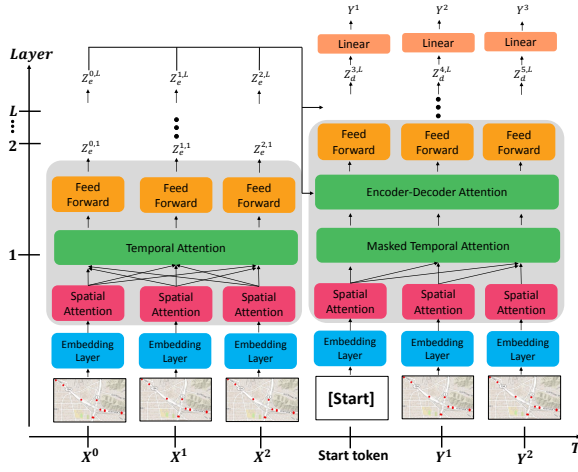 Y^1 Y^2 Y^3
Layer
Linear Linear Linear
Z_e^{0,L} Z_e^{1,L} Z_e^{2,L} Z_d^{3,L} Z_d^{4,L} Z_d^{5,L}
L
2
Z_e^{0,1} Z_e^{1,1} Z_e^{2,1}
Feed Forward Feed Forward Feed Forward
Feed Forward Feed Forward Feed Forward
Encoder-Decoder Attention
1
Temporal Attention
Masked Temporal Attention
Spatial Attention Spatial Attention Spatial Attention Spatial Attention Spatial Attention Spatial Attention
Embedding Layer Embedding Layer Embedding Layer Embedding Layer Embedding Layer Embedding Layer
[Start]
T
X^0 X^1 X^2 Start token Y^1 Y^2